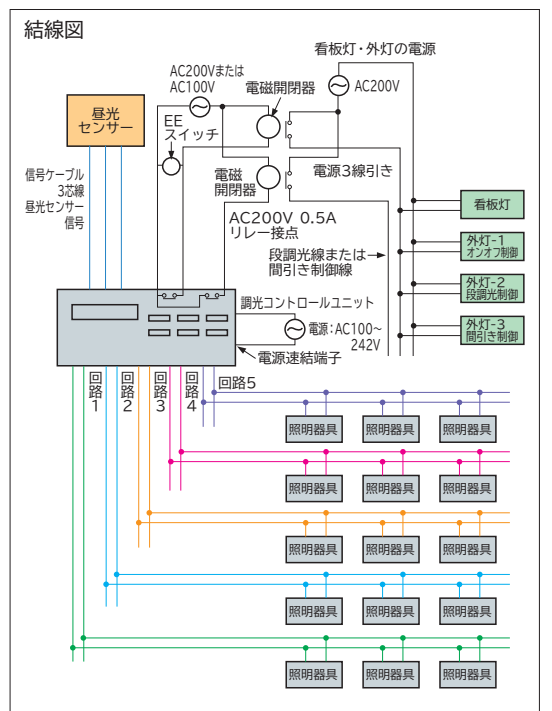 結線図
看板灯・外灯の電源
AC200Vまたは
AC100V
電磁開閉器
AC200V
昼光
センサー
EE
スイッチ
信号ケーブル
3芯線
昼光センサー
信号
電磁
開閉器
電源3線引き
AC200V 0.5A
リレー接点
段調光線または
間引き制御線
看板灯
外灯-1
オンオフ制御
外灯-2
段調光制御
外灯-3
間引き制御
調光コントロールユニット
電源:AC100~
242V
電源速結端子
回路1
回路2
回路3
回路4
回路5
照明器具 照明器具 照明器具
照明器具 照明器具 照明器具
照明器具 照明器具 照明器具
照明器具 照明器具 照明器具
照明器具 照明器具 照明器具